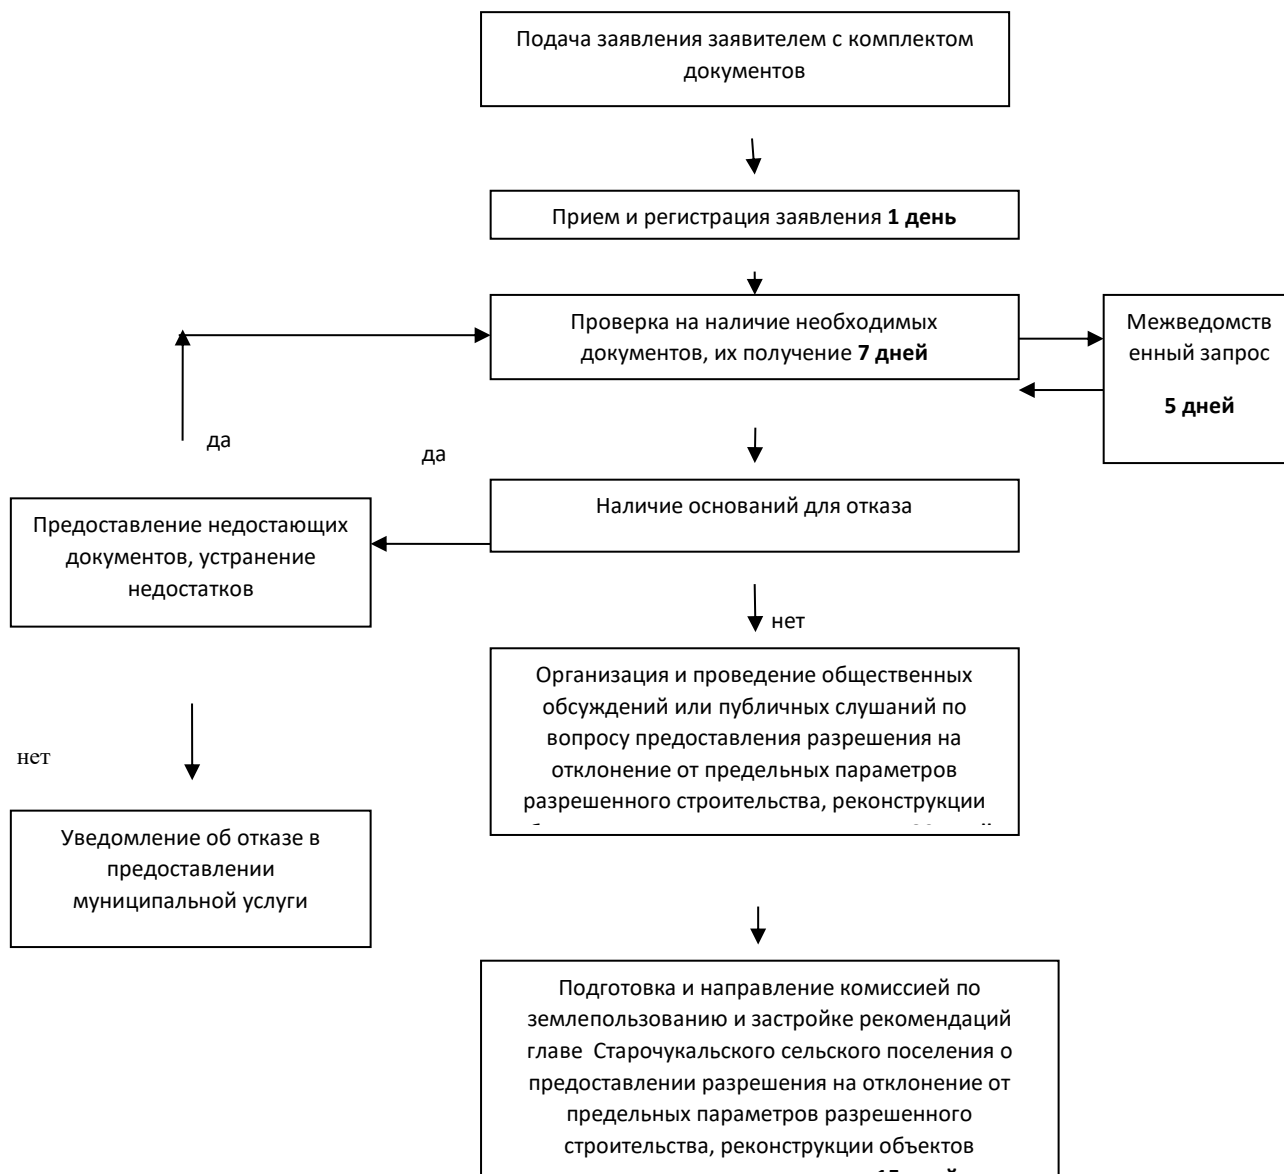 Подача заявления заявителем с комплектом
документов
Прием и регистрация заявления 1 день
Проверка на наличие необходимых
документов, их получение 7 дней
Межведомств
енный запрос
5 дней
да
да
Наличие оснований для отказа
Предоставление недостающих
документов, устранение
недостатков
нет
Организация и проведение общественных
обсуждений или публичных слушаний по
вопросу предоставления разрешения на
отклонение от предельных параметров
разрешенного строительства, реконструкции
нет
Уведомление об отказе в
предоставлении
муниципальной услуги
Подготовка и направление комиссией по
землепользованию и застройке рекомендаций
главе Старочукальского сельского поселения о
предоставлении разрешения на отклонение от
предельных параметров разрешенного
строительства, реконструкции объектов